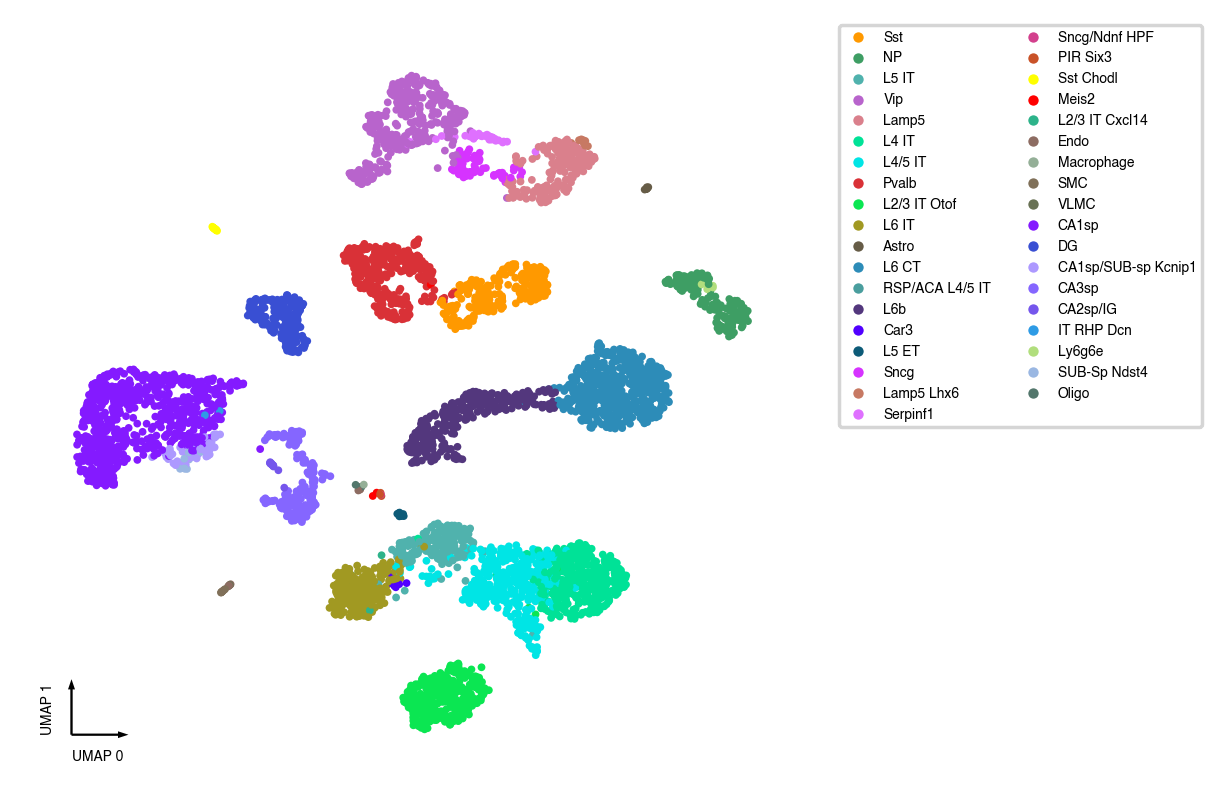 Sst
NP
L5 IT
Vip
Lamp5
L4 IT
L4/5 IT
Pvalb
L2/3 IT Otof
L6 IT
Astro
L6 CT
RSP/ACA L4/5 IT
L6b
Car3
L5 ET
Sncg
Lamp5 Lhx6
Serpinf1
Sncg/Ndnf HPF
PIR Six3
Sst Chodl
Meis2
L2/3 IT Cxcl14
Endo
Macrophage
SMC
VLMC
CA1sp
DG
CA1sp/SUB-sp Kcnip1
CA3sp
CA2sp/IG
IT RHP Dcn
Ly6g6e
SUB-Sp Ndst4
Oligo
UMAP 1
UMAP 0